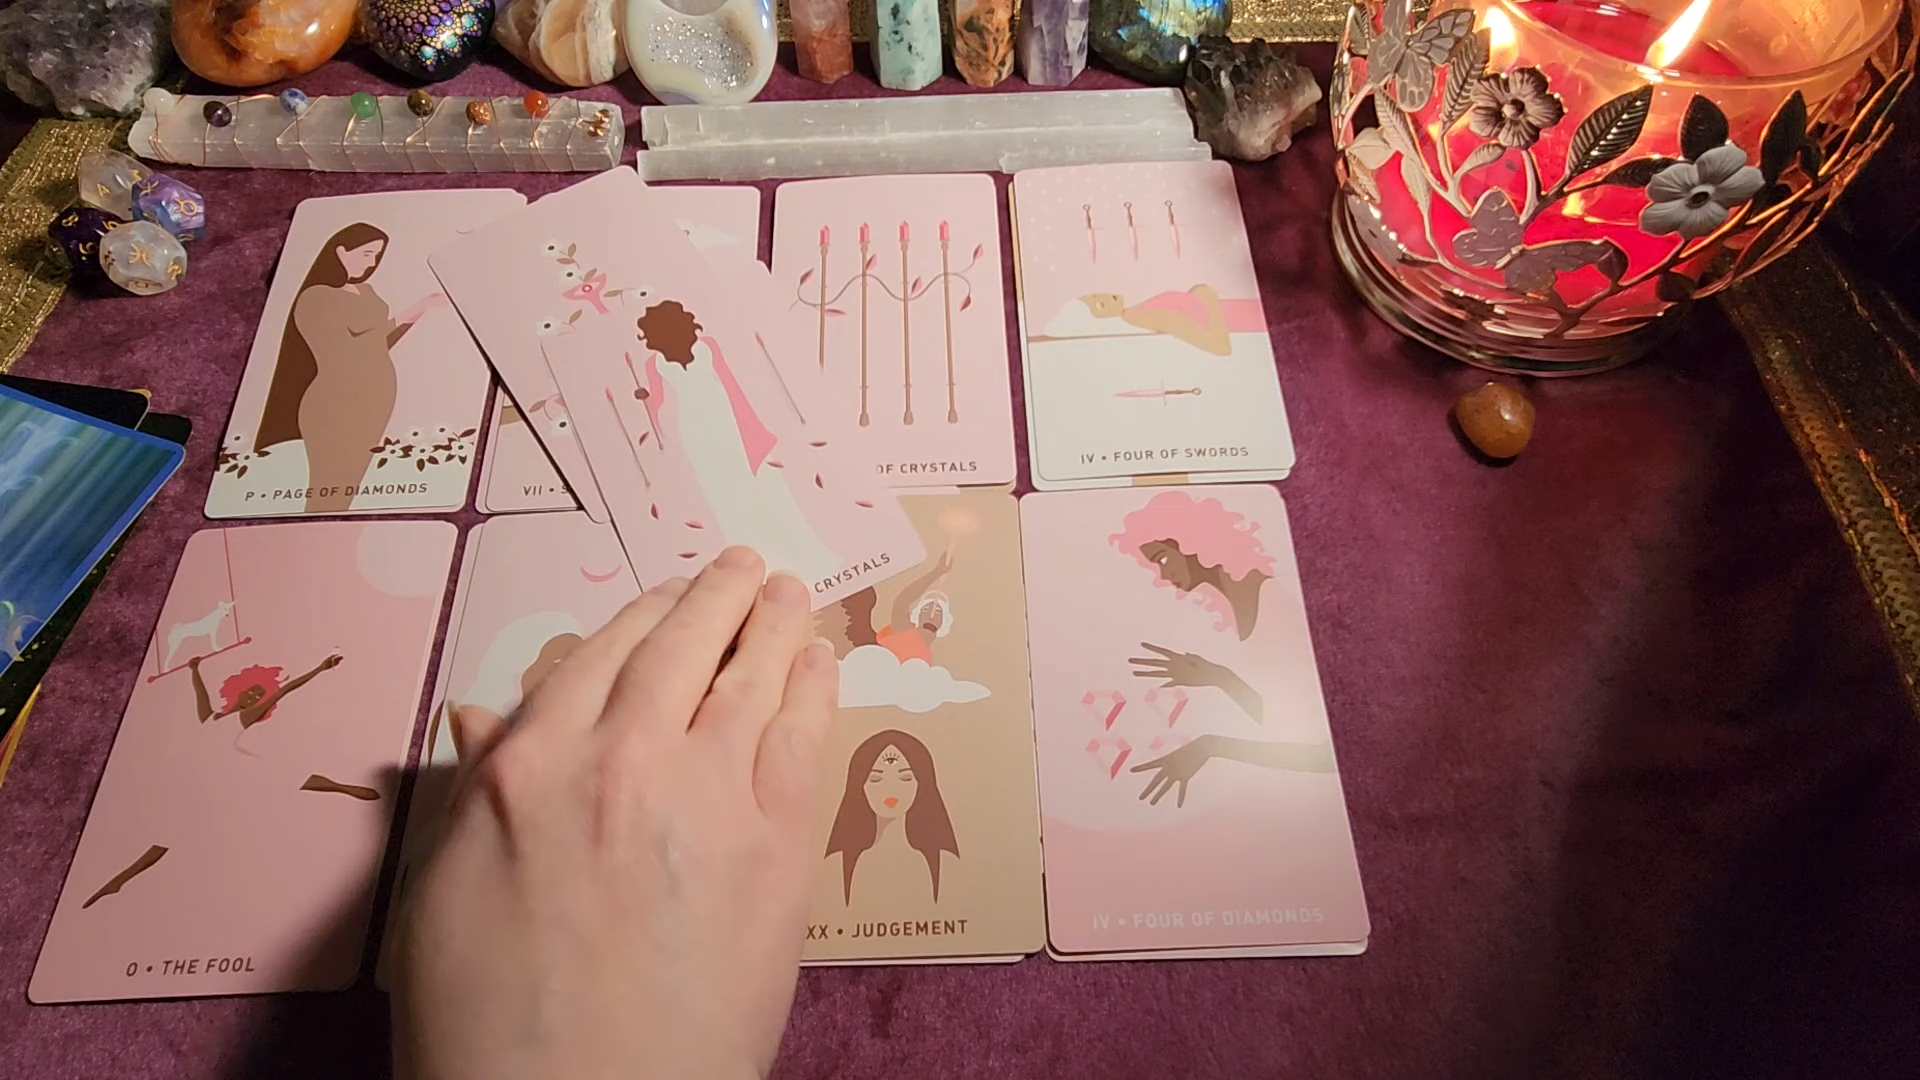 P • PAGE OF DIAMONDS
VII • S
OF CRYSTALS
IV • FOUR OF SWORDS
CRYSTALS
0 • THE FOOL
XX • JUDGEMENT
IV • FOUR OF DIAMONDS